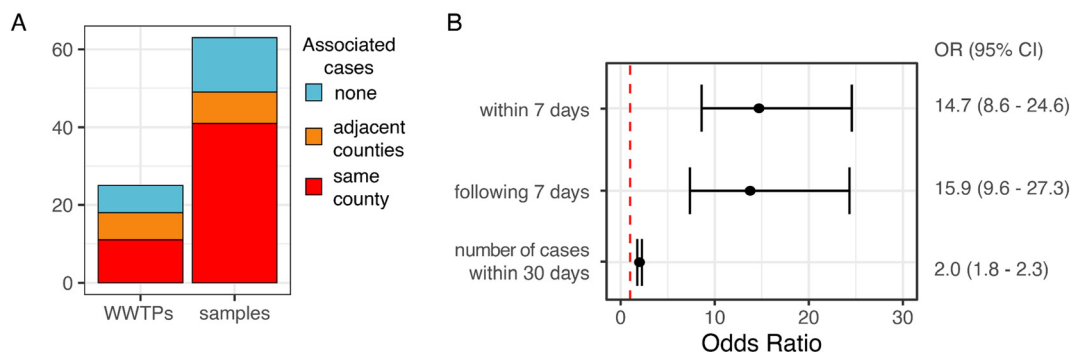 A
60
40
20
0
WWTPs samples
Associated
cases
none
adjacent
counties
same
county
B
OR (95% CI)
within 7 days
14.7 (8.6 - 24.6)
following 7 days
15.9 (9.6 - 27.3)
number of cases
within 30 days
2.0 (1.8 - 2.3)
0 10 20 30
Odds Ratio